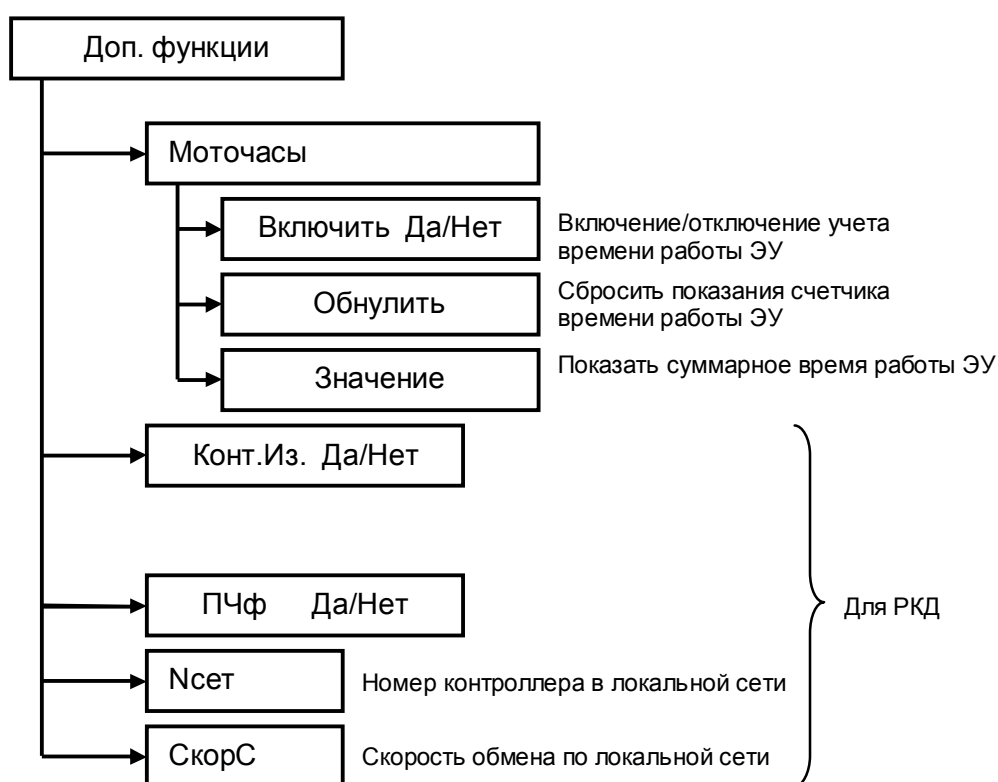 Доп. функции
Моточасы
Включить Да/Нет
Включение/отключение учета
времени работы ЭУ
Обнулить
Сбросить показания счетчика
времени работы ЭУ
Значение
Показать суммарное время работы ЭУ
Конт.Из. Да/Нет
ПЧф Да/Нет
Для РКД
Nсет
Номер контроллера в локальной сети
СкорС
Скорость обмена по локальной сети